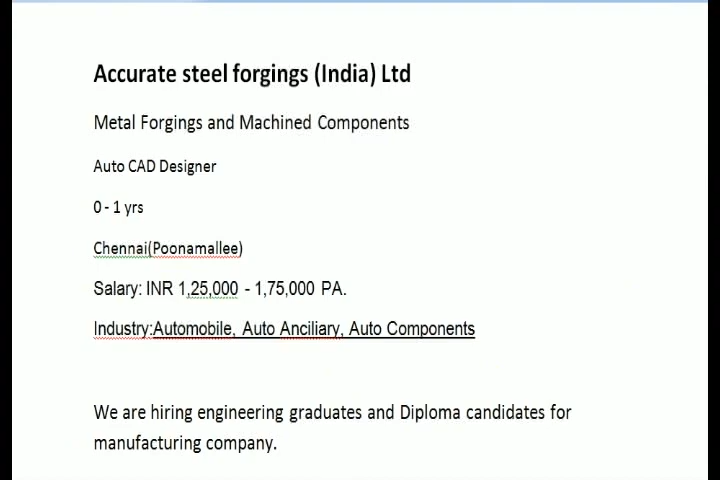 Accurate steel forgings (India) Ltd
Metal Forgings and Machined Components
Auto CAD Designer
0 - 1 yrs
Chennai(Poonamallee)
Salary: INR 1,25,000 - 1,75,000 PA.
Industry:Automobile, Auto Anciliary, Auto Components
We are hiring engineering graduates and Diploma candidates for
manufacturing company.